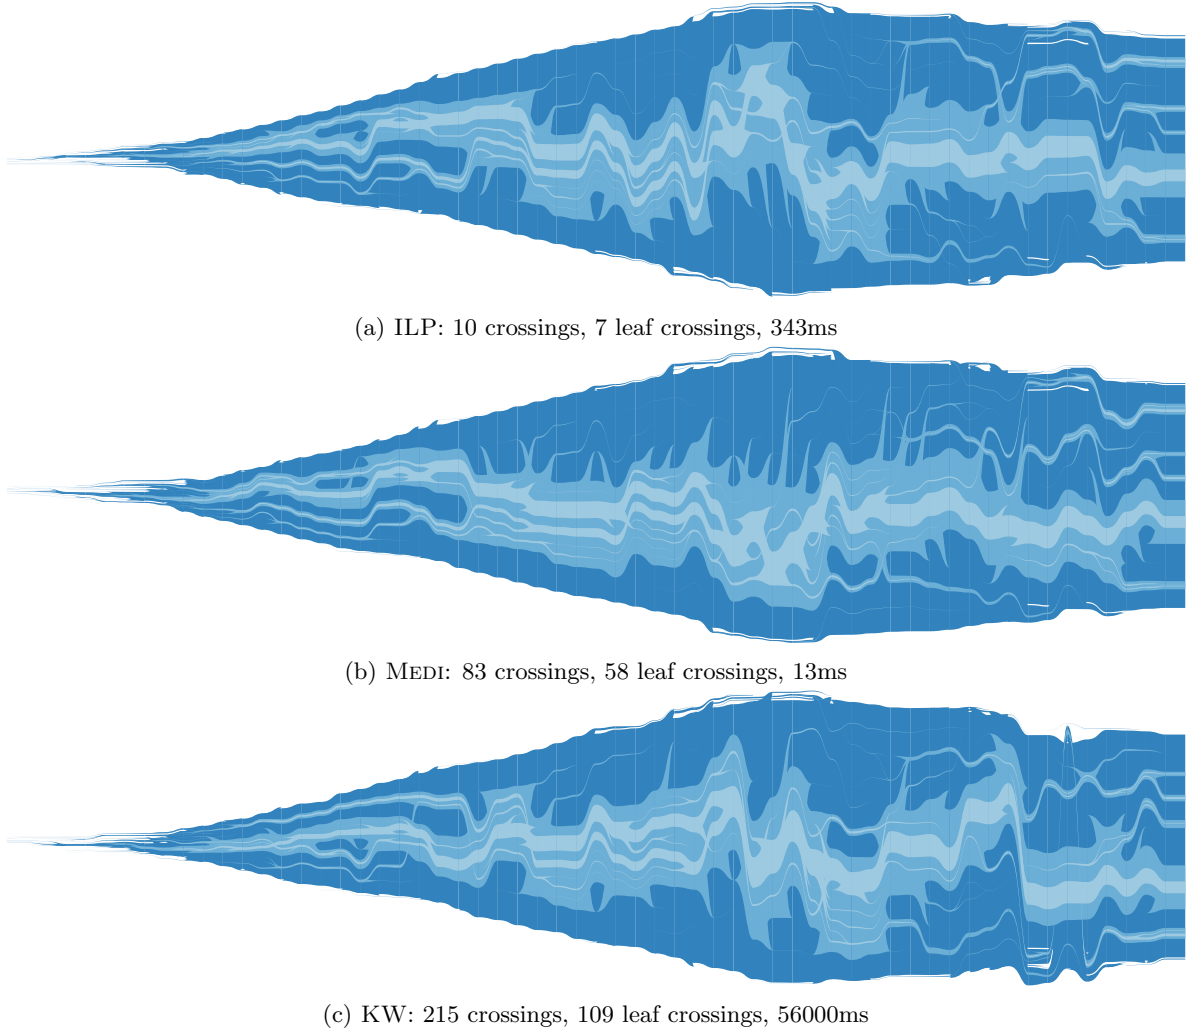 (a) ILP: 10 crossings, 7 leaf crossings, 343ms
(b) MEDI: 83 crossings, 58 leaf crossings, 13ms
(c) KW: 215 crossings, 109 leaf crossings, 56000ms